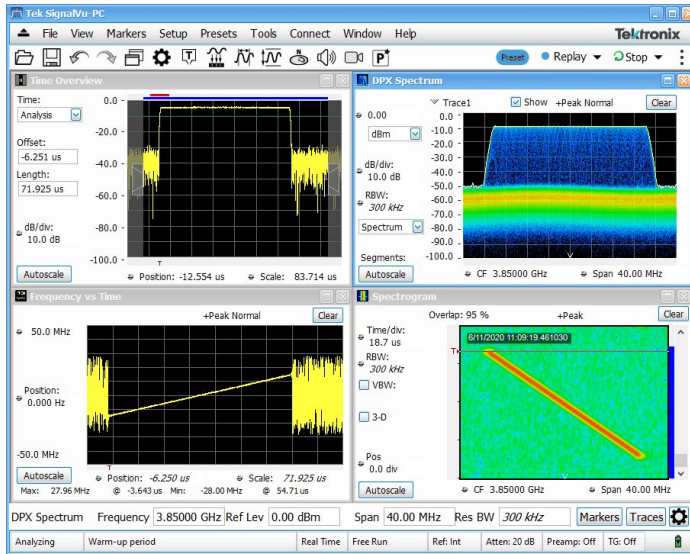 Tek SignalVu-PC
File View Markers Setup Presets Tools Connect Window Help
Tektronix
Preset Replay Stop
Time Overview
Time:
Analysis
Offset:
-6.251 us
Length:
71.925 us
dB/div:
10.0 dB
Autoscale
0.0
-20.0
-40.0
-60.0
-80.0
-100.0
T
Position: -12.554 us Scale: 83.714 us
DPX Spectrum
Trace1 Show +Peak Normal Clear
0.00
dBm
dB/div:
10.0 dB
RBW:
300 kHz
Spectrum
Segments:
Autoscale
0.0
-10.0
-20.0
-30.0
-40.0
-50.0
-60.0
-70.0
-80.0
-90.0
-100.0
CF 3.85000 GHz Span 40.00 MHz
Frequency vs Time
+Peak Normal Clear
50.0 MHz
Position:
0.000 Hz
-50.0 MHz
Autoscale
T
Position: -6.250 us Scale: 71.925 us
Max: 27.96 MHz @ -3.643 us Min: -28.00 MHz @ 54.71 us
Spectrogram
Overlap: 95 % +Peak Clear
Time/div:
18.7 us
RBW:
300 kHz
VBW:
3-D
Pos
0.0 div
Autoscale
T
6/11/2020 11:09:19.461030
CF 3.85000 GHz Span 40.00 MHz
DPX Spectrum Frequency 3.85000 GHz Ref Lev 0.00 dBm Span 40.00 MHz Res BW 300 kHz Markers Traces
Analyzing Warm-up period Real Time Free Run Ref: Int Atten: 20 dB Preamp: Off TG: Off